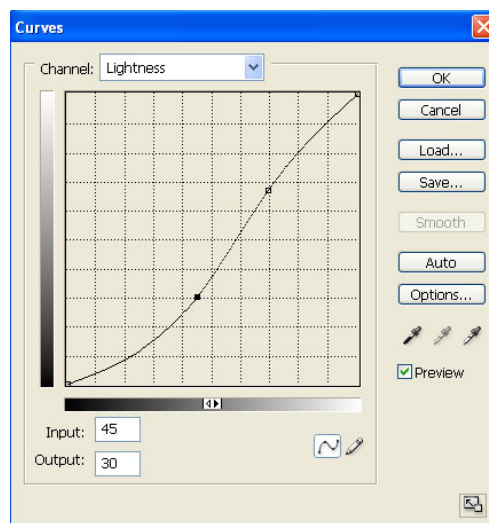 Curves
Channel: Lightness
OK
Cancel
Load...
Save...
Smooth
Auto
Options...
Preview
Input: 45
Output: 30